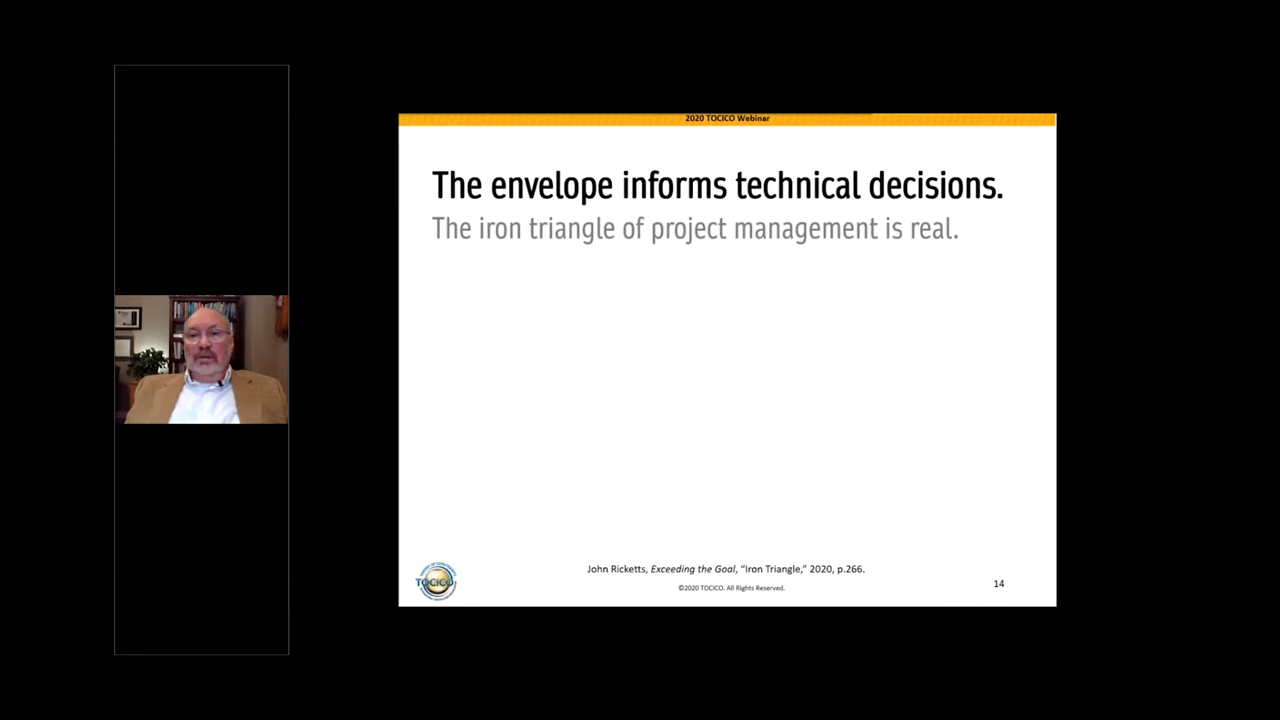 2020 TOCICO Webinar
The envelope informs technical decisions.
The iron triangle of project management is real.
John Ricketts, Exceeding the Goal, “Iron Triangle,” 2020, p.266.
TOCICO
©2020 TOCICO. All Rights Reserved.
14